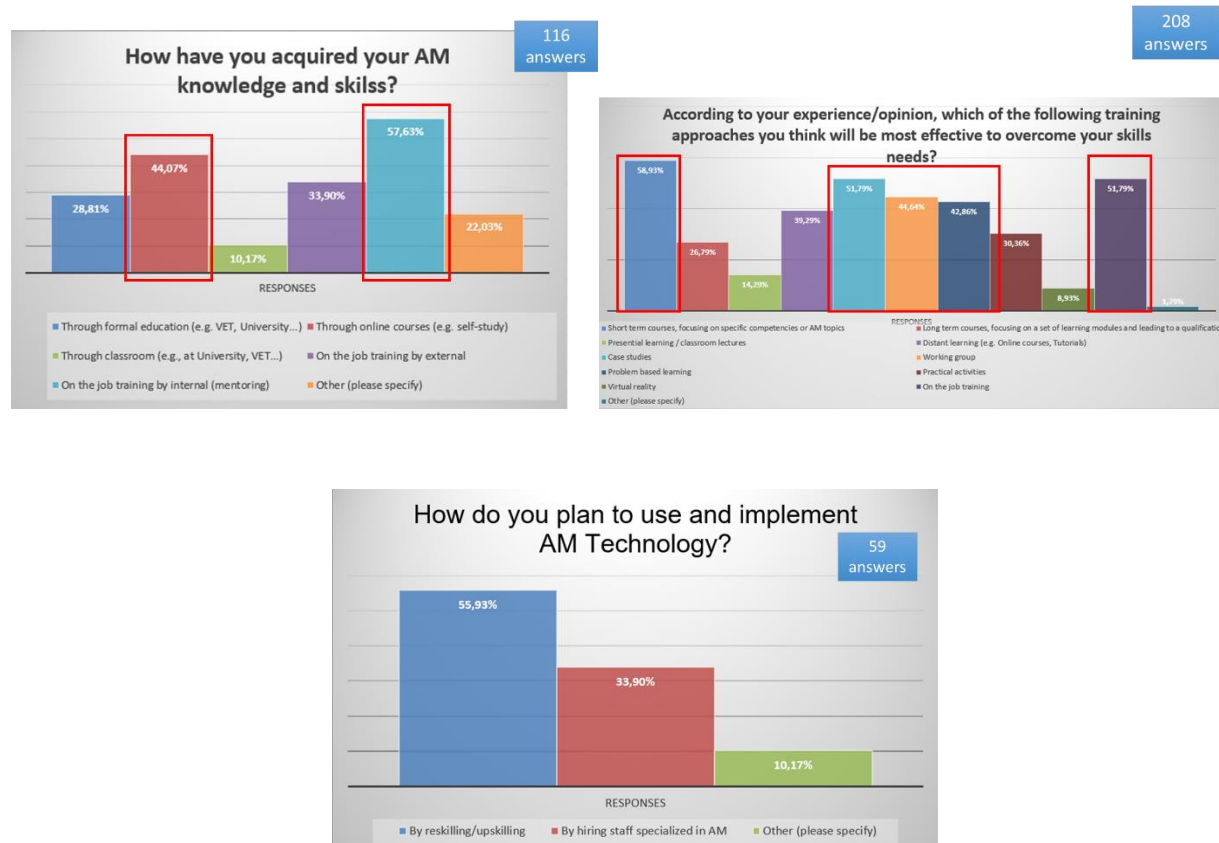 116
answers
How have you acquired your AM
knowledge and skilss?
57,63%
44,07%
33,90%
28,81%
22,03%
10,17%
RESPONSES
Through formal education (e.g. VET, University...) Through online courses (e.g. self-study)
Through classroom (e.g., at University, VET...) On the job training by external
On the job training by internal (mentoring) Other (please specify)
208
answers
According to your experience/opinion, which of the following training
approaches you think will be most effective to overcome your skills
needs?
58,93%
51,79%
51,79%
44,64%
42,86%
39,29%
30,36%
26,79%
14,29%
8,93%
1,79%
RESPONSES
Short term courses, focusing on specific competencies or AM topics
Long term courses, focusing on a set of learning modules and leading to a qualificatio
Presential learning / classroom lectures
Distant learning (e.g. Online courses, Tutorials)
Case studies
Working group
Problem based learning
Practical activities
Virtual reality
On the job training
Other (please specify)
How do you plan to use and implement
AM Technology?
59
answers
55,93%
33,90%
10,17%
RESPONSES
By reskilling/upskilling By hiring staff specialized in AM Other (please specify)